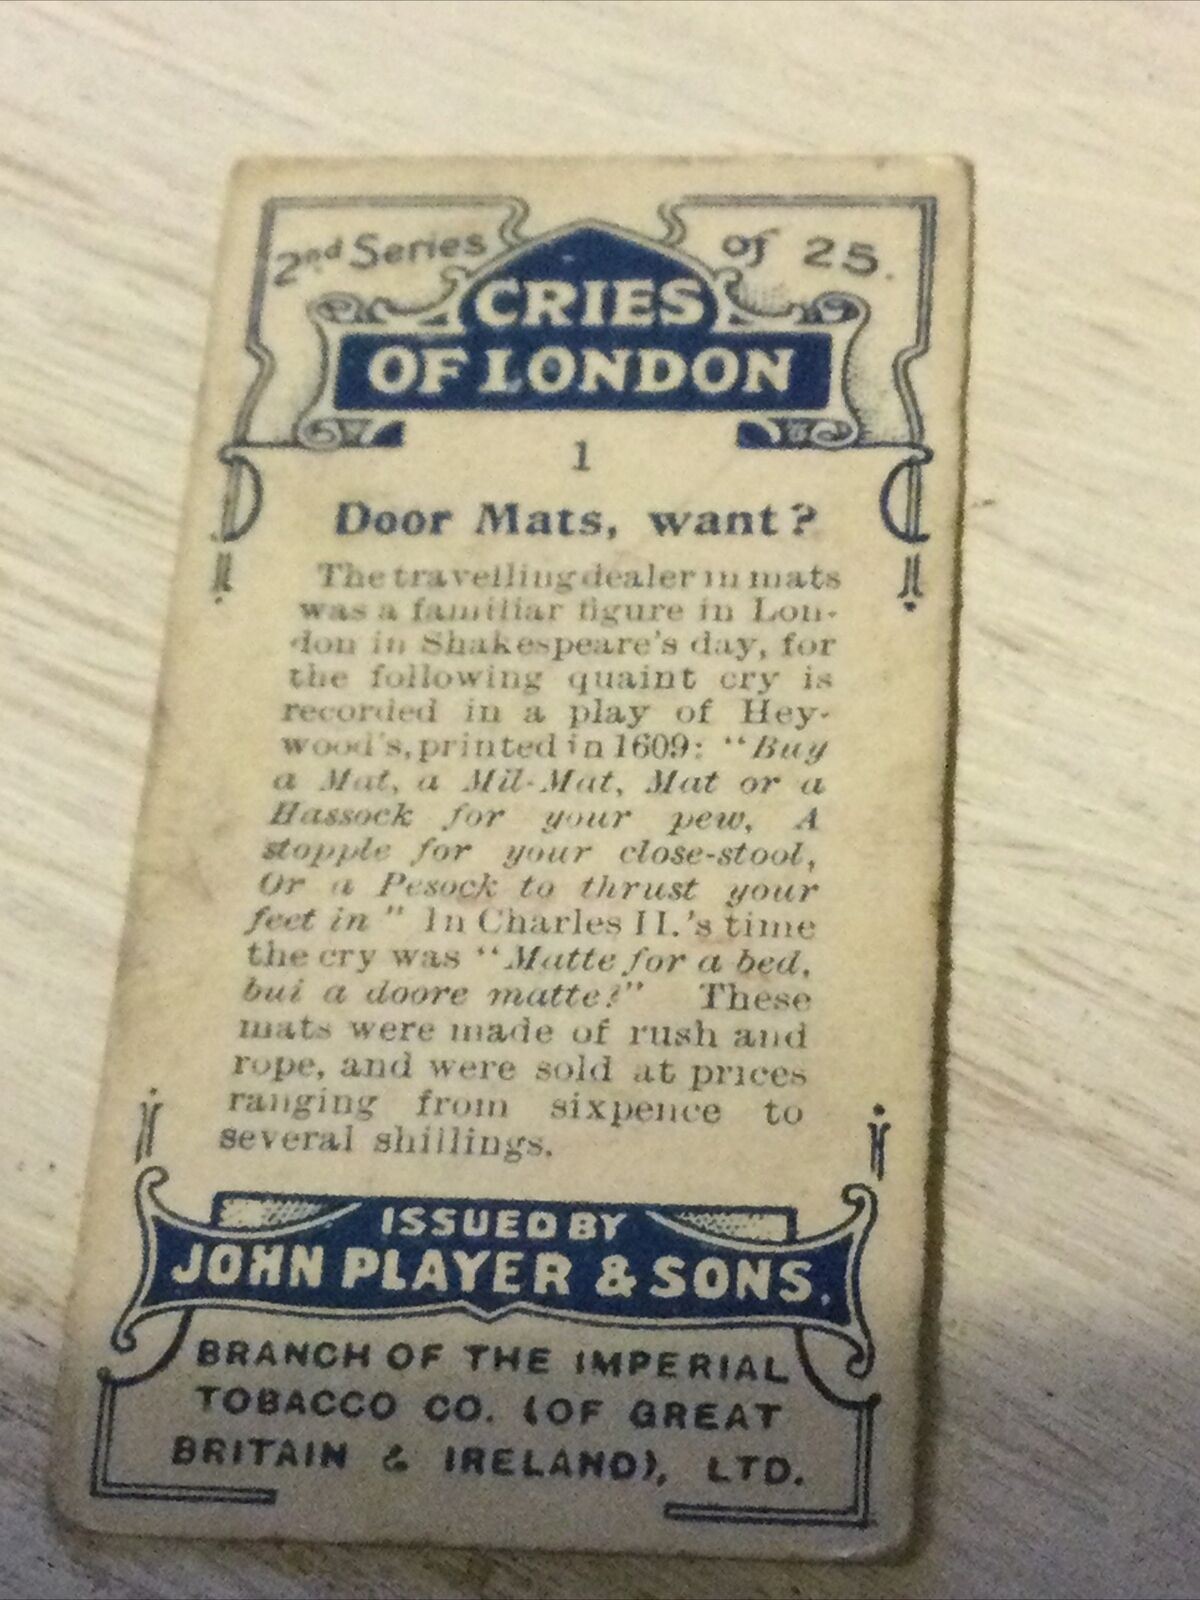 2nd Series of 25.
CRIES
OF LONDON
1
Door Mats, want?
The travelling dealer in mats
was a familiar figure in Lon-
don in Shakespeare's day, for
the following quaint cry is
recorded in a play of Hey-
wood's, printed in 1609: "Buy
a Mat, a Mil-Mat, Mat or a
Hassock for your pew, A
stopple for your close-stool,
Or a Pesock to thrust your
feet in" In Charles II.'s time
the cry was "Matte for a bed,
bui a doore matte?" These
mats were made of rush and
rope, and were sold at prices
ranging from sixpence to
several shillings.
ISSUED BY
JOHN PLAYER & SONS.
BRANCH OF THE IMPERIAL
TOBACCO CO. (OF GREAT
BRITAIN & IRELAND), LTD.